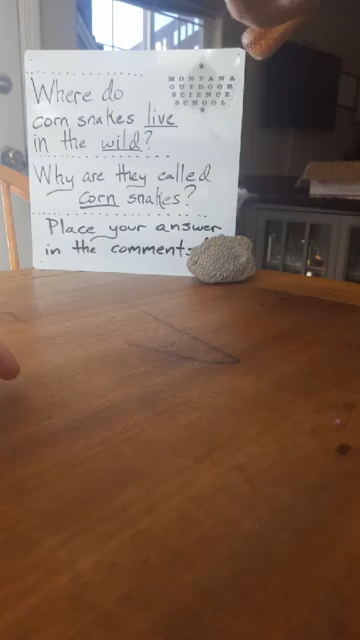 Where do
corn snakes live
in the wild?
MONTANA
OUTDOOR
SCIENCE
SCHOOL
Why are they called
corn snakes?
Place your answer
in the comments